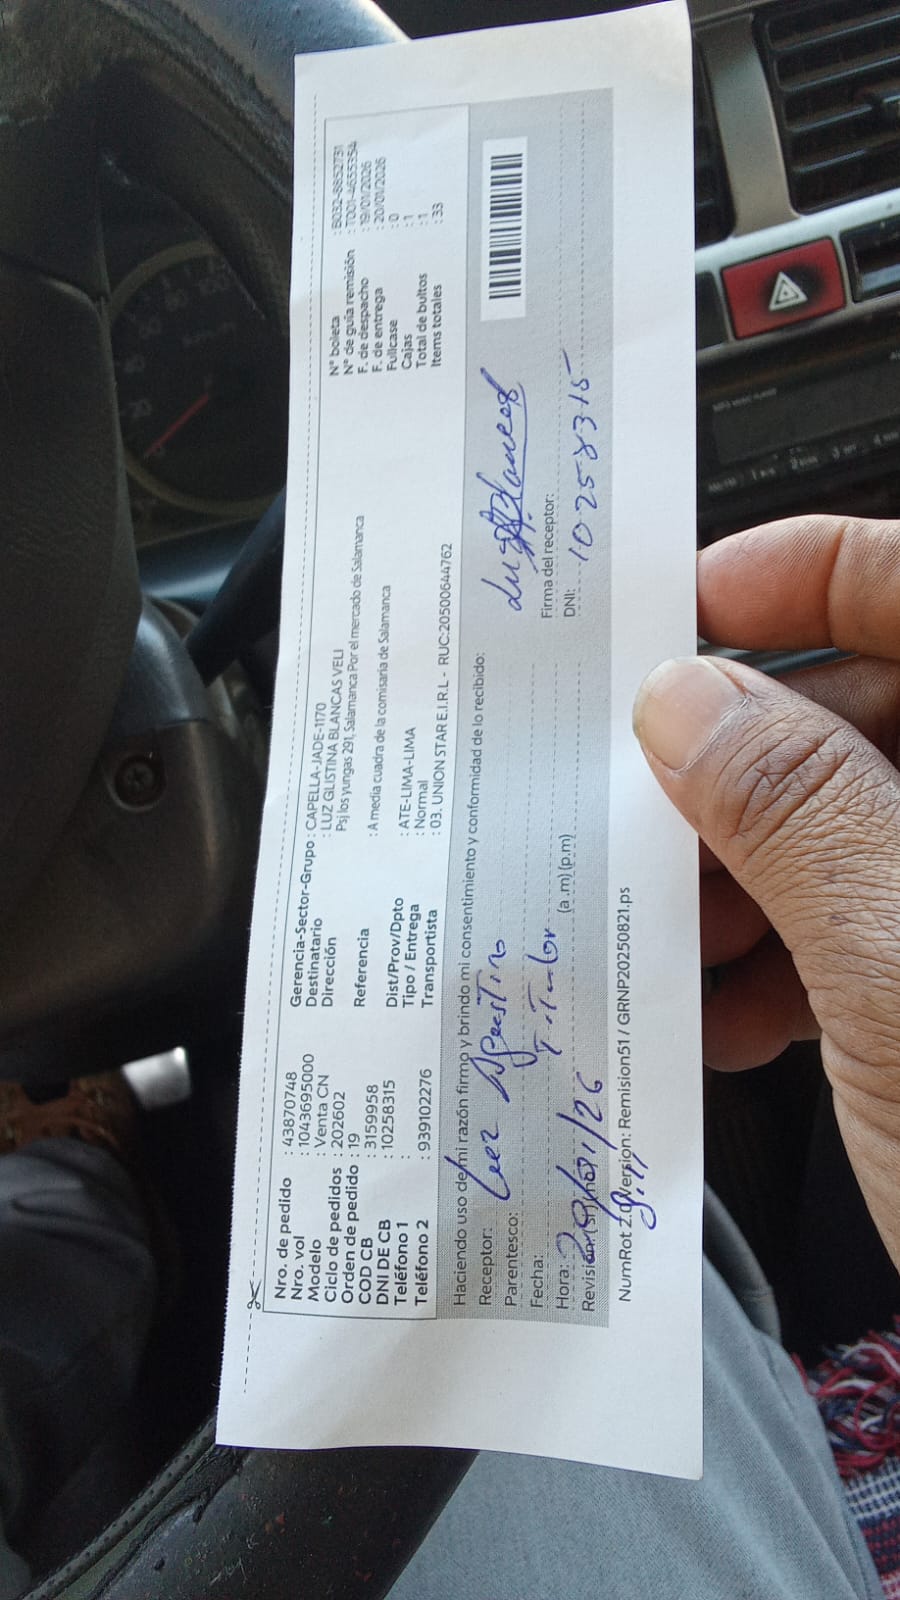 Nro. de pedido : 43870748
Nro. vol : 1043695000
Modelo : Venta CN
Ciclo de pedidos : 202602
Orden de pedido : 19
COD CB : 3159958
DNI DE CB : 10258315
Teléfono 1 :
Teléfono 2 : 939102276
Gerencia-Sector-Grupo : CAPELLA-JADE-1170
Destinatario : LUZ GLISTINA BLANCAS VELI
Dirección Psj los yungas 291, Salamanca Por el mercado de Salamanca
Referencia : A media cuadra de la comisaria de Salamanca
Dist/Prov/Dpto : ATE-LIMA-LIMA
Tipo / Entrega : Normal
Transportista : 03. UNION STAR E.I.R.L - RUC:20500644762
N° boleta : B032-8852731
N° de guía remisión : T001-4655354
F. de despacho : 19/01/2026
F. de entrega : 20/01/2026
Fullcase : 0
Cajas : 1
Total de bultos : 1
Items totales : 33
Haciendo uso de mi razón firmo y brindo mi consentimiento y conformidad de lo recibido:
Receptor: Luz
Parentesco: Titular
Fecha: 20/01/26
Hora: (a .m) (p.m)
Firma del receptor:
DNI: 10258315
NumRot 2.0 Version: Remision51 / GRNP20250821.ps